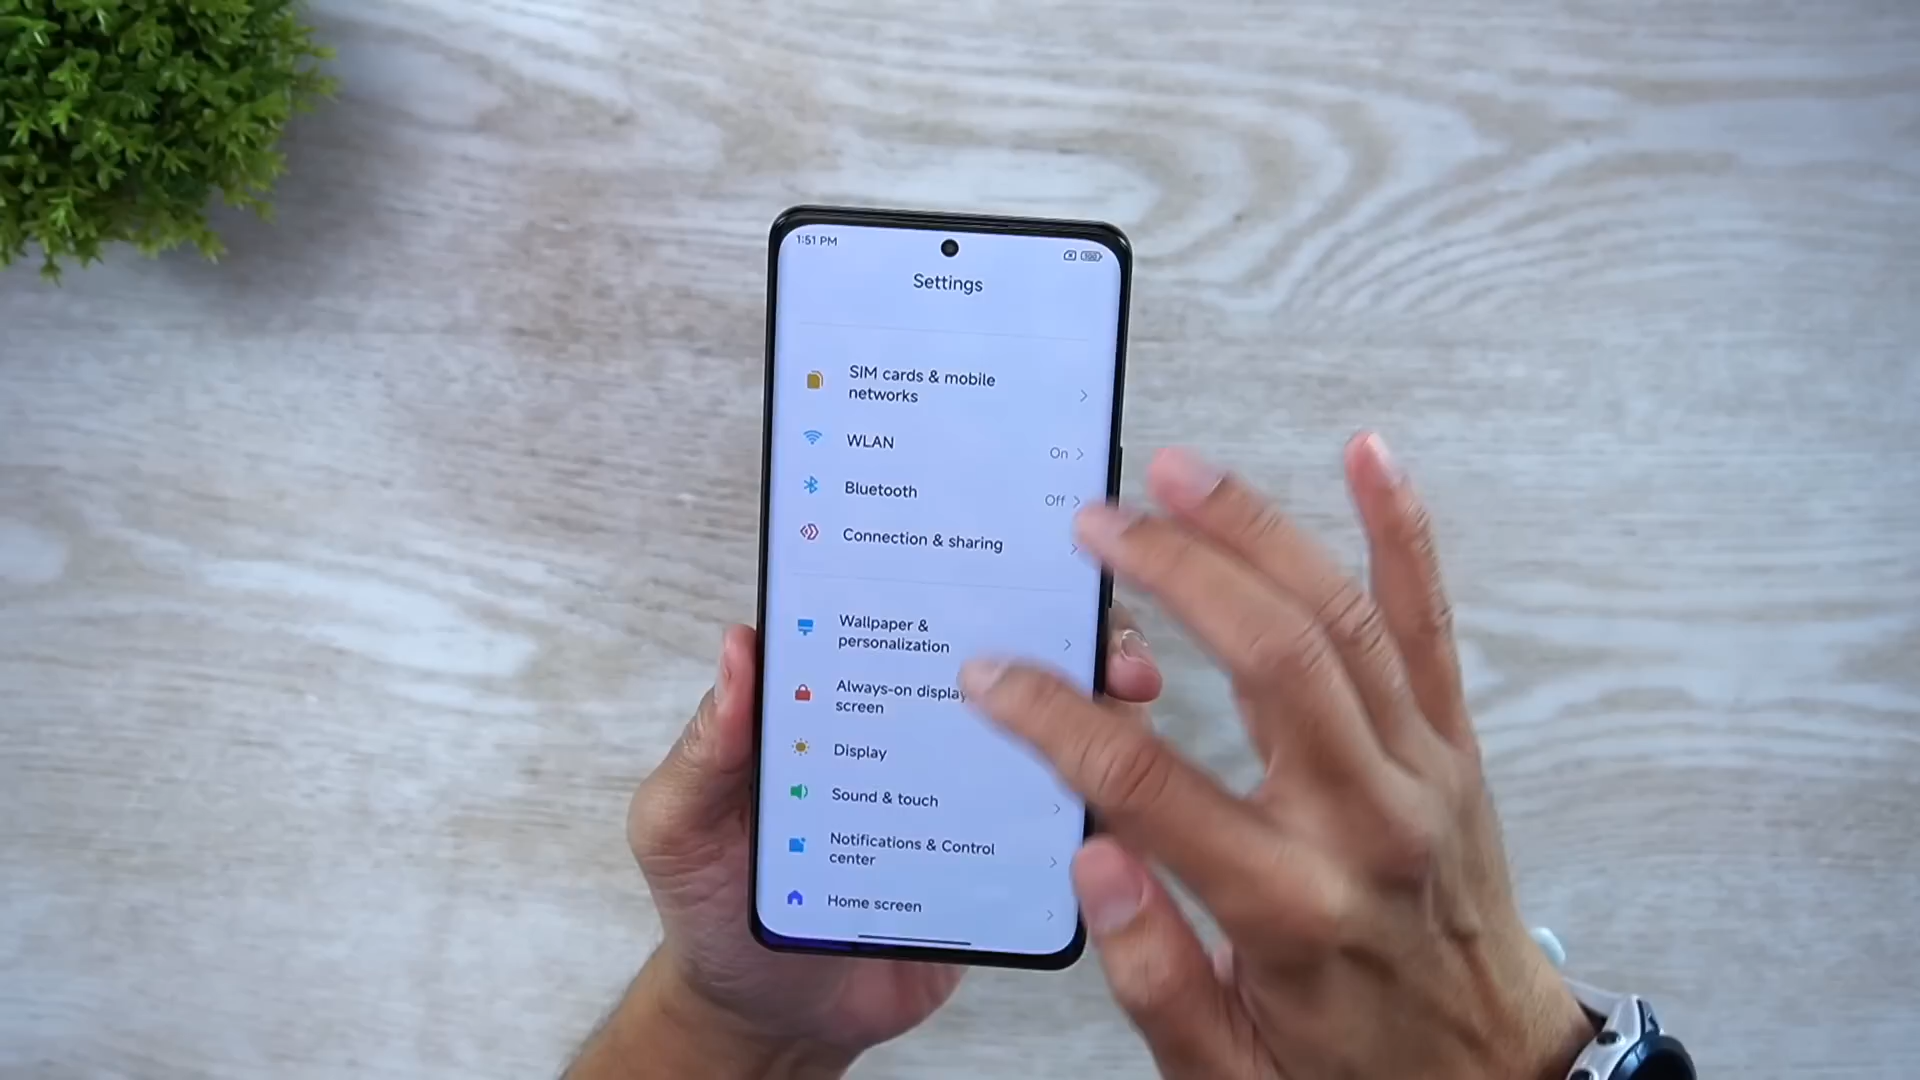 1:51 PM
100
Settings
SIM cards & mobile
networks
WLAN
On
Bluetooth
Off
Connection & sharing
Wallpaper &
personalization
Always-on display
screen
Display
Sound & touch
Notifications & Control
center
Home screen